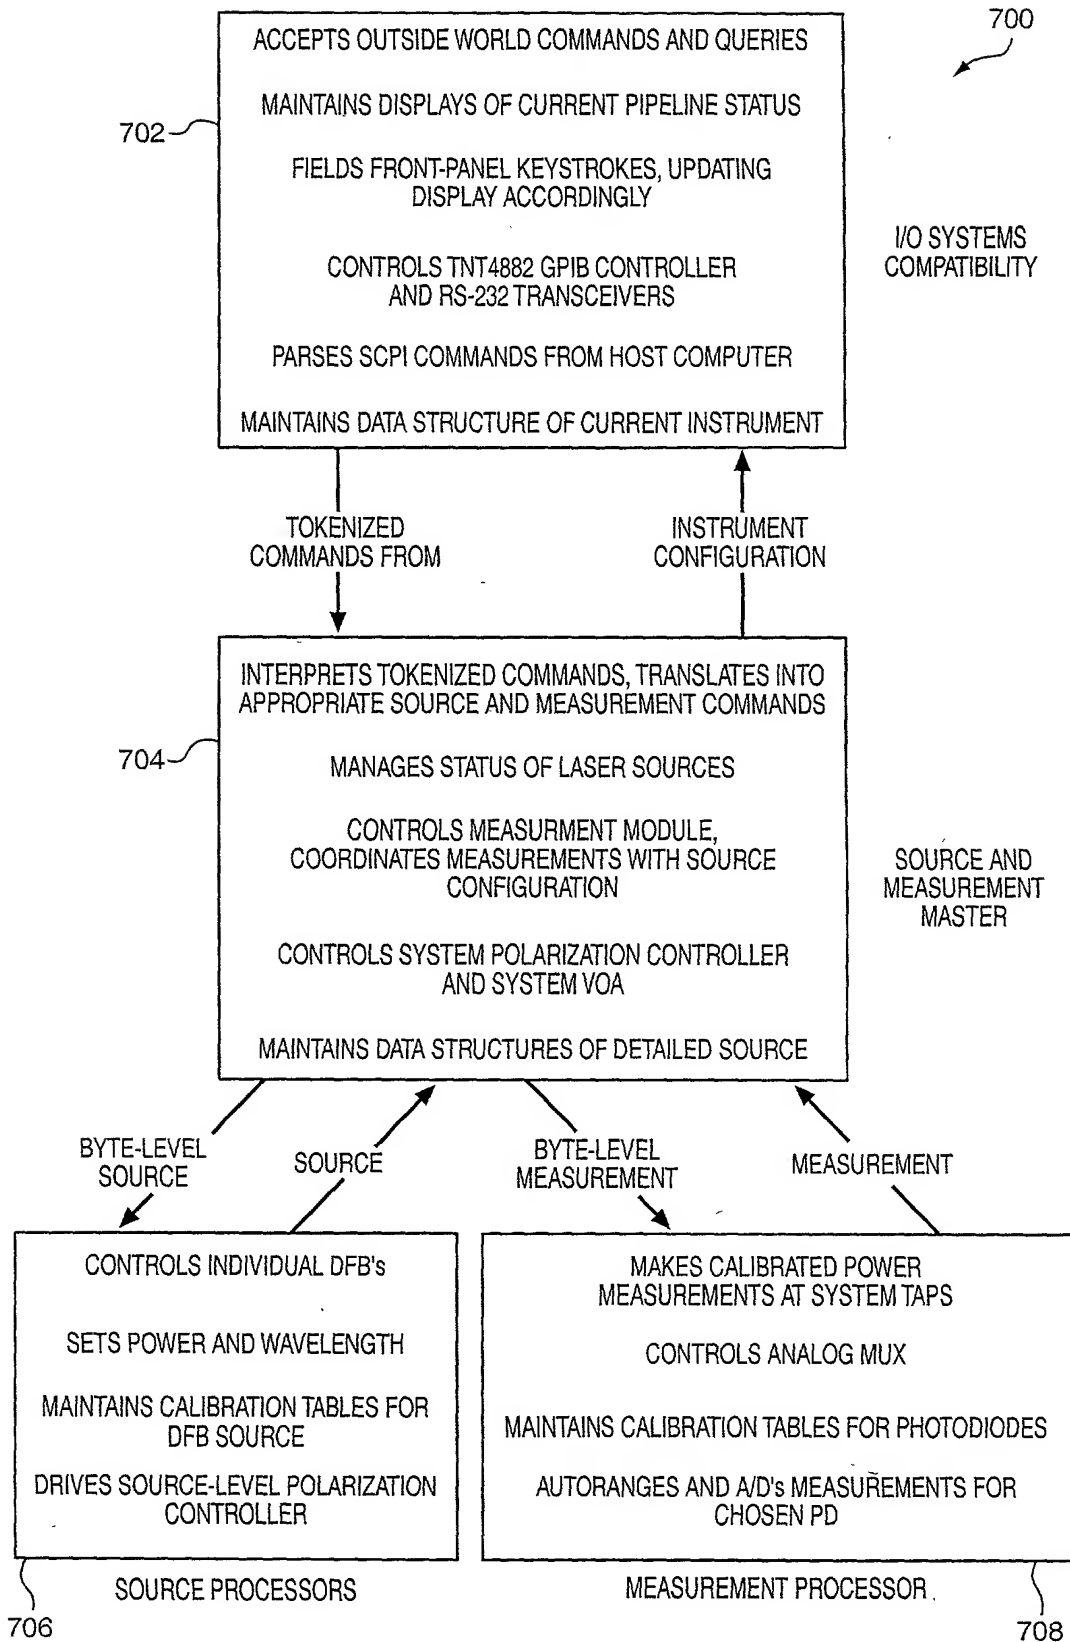 700
ACCEPTS OUTSIDE WORLD COMMANDS AND QUERIES
MAINTAINS DISPLAYS OF CURRENT PIPELINE STATUS
702
FIELDS FRONT-PANEL KEYSTROKES, UPDATING
DISPLAY ACCORDINGLY
CONTROLS TNT4882 GPIB CONTROLLER
AND RS-232 TRANSCEIVERS
PARSES SCPI COMMANDS FROM HOST COMPUTER
MAINTAINS DATA STRUCTURE OF CURRENT INSTRUMENT
I/O SYSTEMS
COMPATIBILITY
TOKENIZED
COMMANDS FROM
INSTRUMENT
CONFIGURATION
INTERPRETS TOKENIZED COMMANDS, TRANSLATES INTO
APPROPRIATE SOURCE AND MEASUREMENT COMMANDS
704
MANAGES STATUS OF LASER SOURCES
CONTROLS MEASURMENT MODULE,
COORDINATES MEASUREMENTS WITH SOURCE
CONFIGURATION
CONTROLS SYSTEM POLARIZATION CONTROLLER
AND SYSTEM VOA
MAINTAINS DATA STRUCTURES OF DETAILED SOURCE
SOURCE AND
MEASUREMENT
MASTER
BYTE-LEVEL
SOURCE
SOURCE
BYTE-LEVEL
MEASUREMENT
MEASUREMENT
CONTROLS INDIVIDUAL DFB's
SETS POWER AND WAVELENGTH
MAINTAINS CALIBRATION TABLES FOR
DFB SOURCE
DRIVES SOURCE-LEVEL POLARIZATION
CONTROLLER
SOURCE PROCESSORS
706
MAKES CALIBRATED POWER
MEASUREMENTS AT SYSTEM TAPS
CONTROLS ANALOG MUX
MAINTAINS CALIBRATION TABLES FOR PHOTODIODES
AUTORANGES AND A/D's MEASUREMENTS FOR
CHOSEN PD
MEASUREMENT PROCESSOR
708